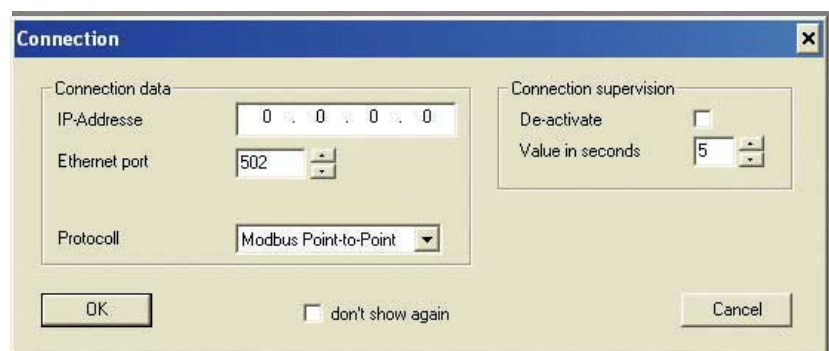 Connection
Connection data
IP-Addresse 0 . 0 . 0 . 0
Ethernet port 502
Protocoll Modbus Point-to-Point
Connection supervision
De-activate
Value in seconds 5
OK
don't show again
Cancel